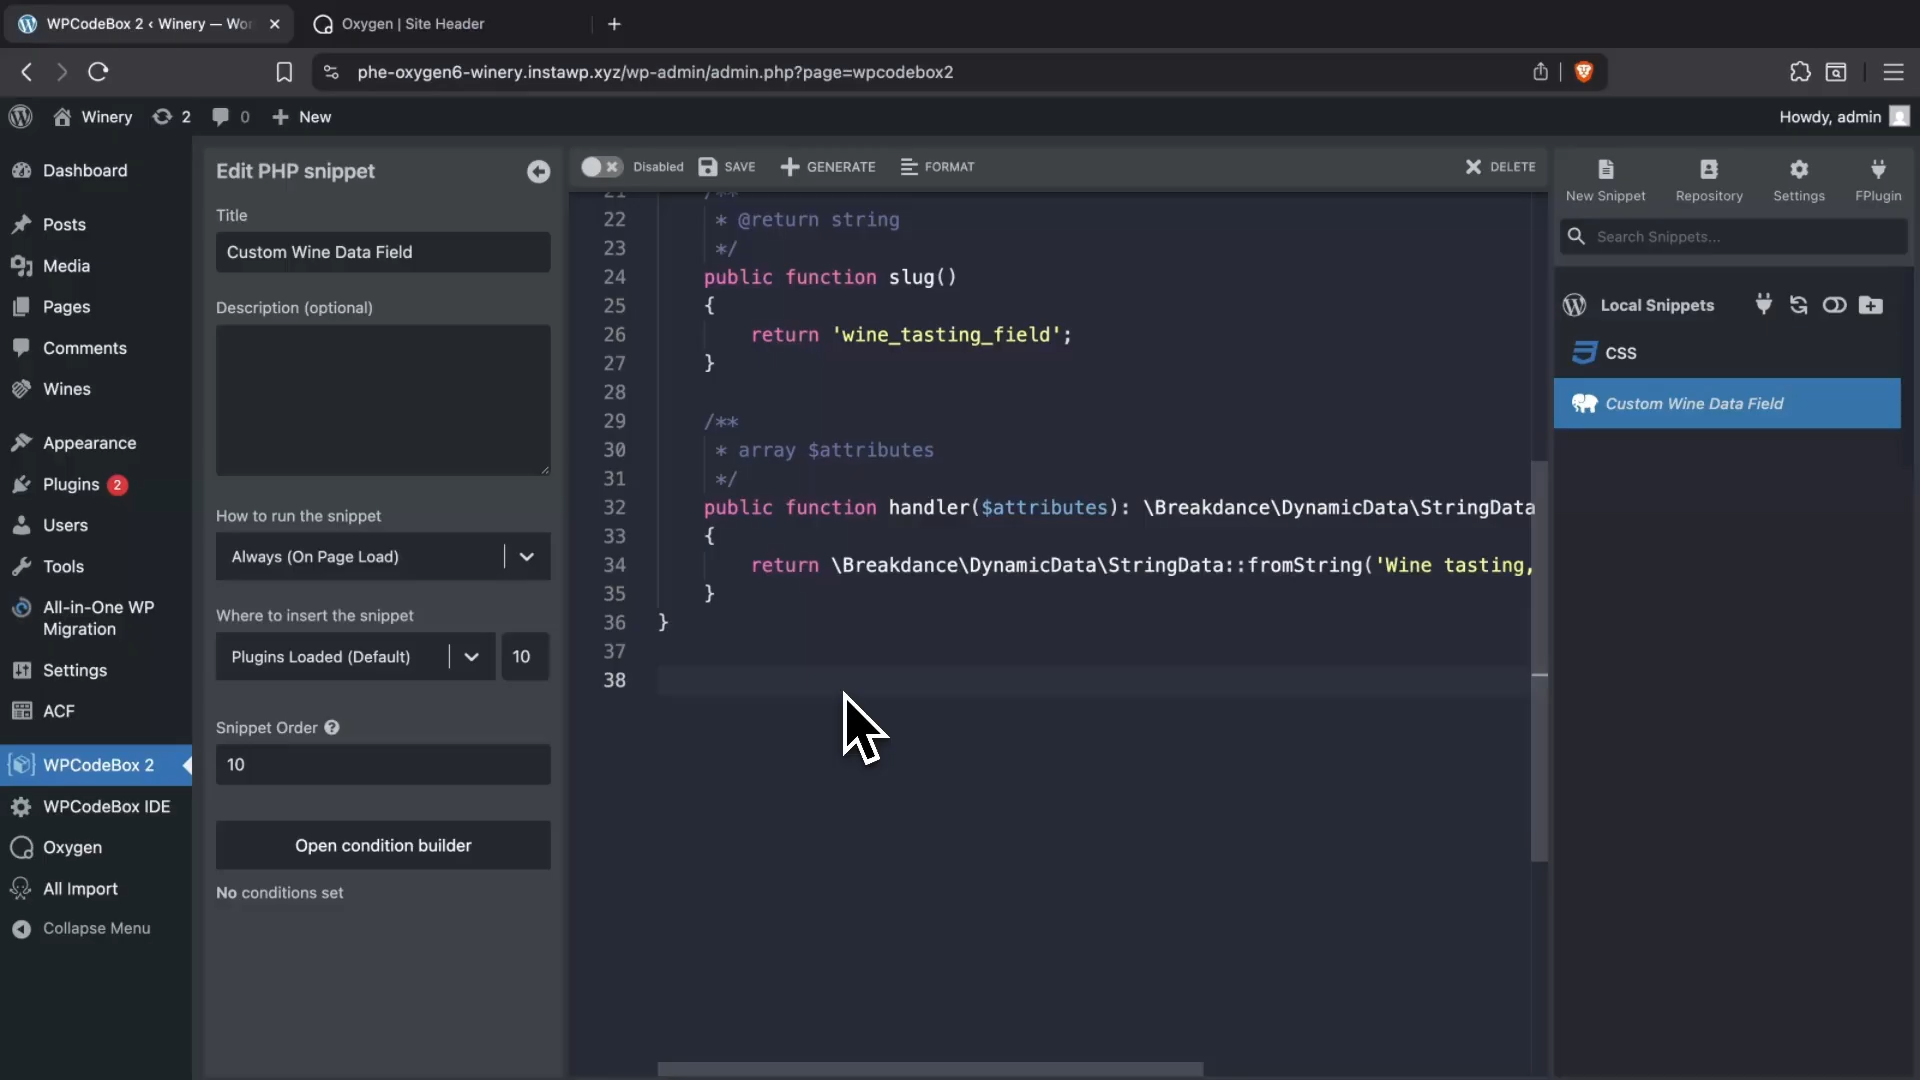 WPCodeBox 2 ‹ Winery — Wo
Oxygen | Site Header
phe-oxygen6-winery.instawp.xyz/wp-admin/admin.php?page=wpcodebox2
Winery
2
0
New
Howdy, admin
Dashboard
Posts
Media
Pages
Comments
Wines
Appearance
Plugins 2
Users
Tools
All-in-One WP
Migration
Settings
ACF
WPCodeBox 2
WPCodeBox IDE
Oxygen
All Import
Collapse Menu
Edit PHP snippet
Title
Custom Wine Data Field
Description (optional)
How to run the snippet
Always (On Page Load)
Where to insert the snippet
Plugins Loaded (Default)
10
Snippet Order
10
Open condition builder
No conditions set
Disabled
SAVE
GENERATE
FORMAT
DELETE
21 /**
22 * @return string
23 */
24 public function slug()
25 {
26 return 'wine_tasting_field';
27 }
28
29 /**
30 * array $attributes
31 */
32 public function handler($attributes): \Breakdance\DynamicData\StringData
33 {
34 return \Breakdance\DynamicData\StringData::fromString('Wine tasting,
35 }
36 }
37
38
New Snippet
Repository
Settings
FPlugin
Search Snippets...
Local Snippets
CSS
Custom Wine Data Field